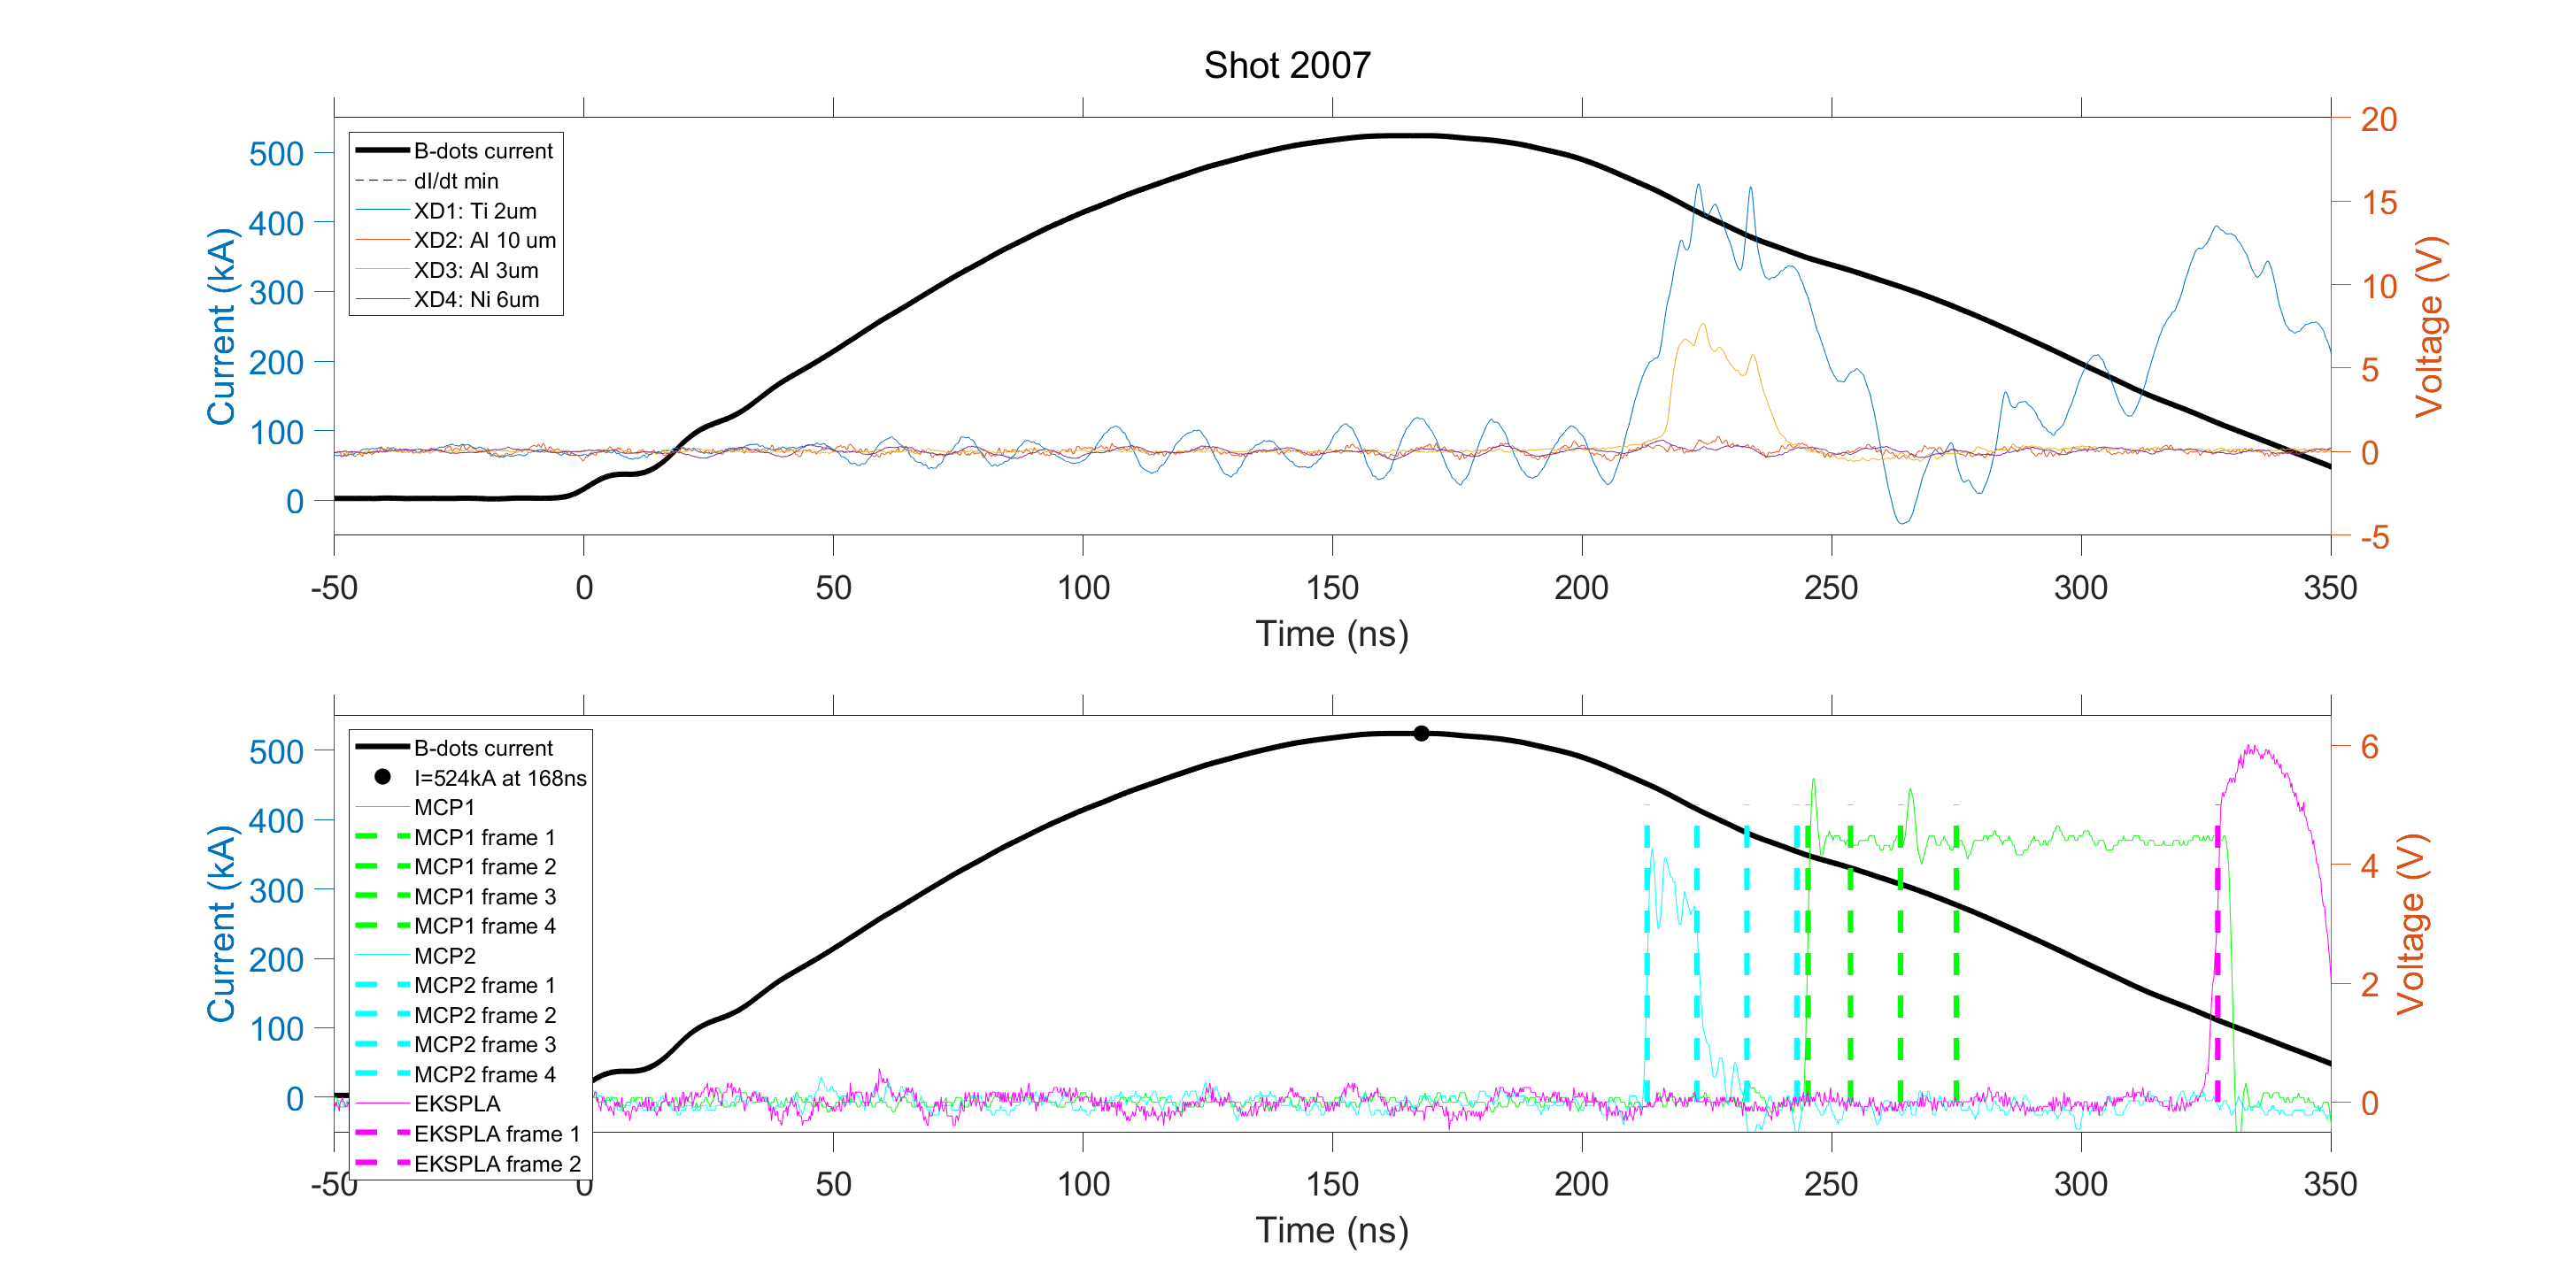 Shot 2007
500
400
300
200
100
0
Current (kA)
B-dots current
dI/dt min
XD1: Ti 2um
XD2: Al 10 um
XD3: Al 3um
XD4: Ni 6um
20
15
10
5
0
-5
Voltage (V)
-50 0 50 100 150 200 250 300 350
Time (ns)
500
400
300
200
100
0
Current (kA)
B-dots current
I=524kA at 168ns
MCP1
MCP1 frame 1
MCP1 frame 2
MCP1 frame 3
MCP1 frame 4
MCP2
MCP2 frame 1
MCP2 frame 2
MCP2 frame 3
MCP2 frame 4
EKSPLA
EKSPLA frame 1
EKSPLA frame 2
6
4
2
0
Voltage (V)
-50 0 50 100 150 200 250 300 350
Time (ns)